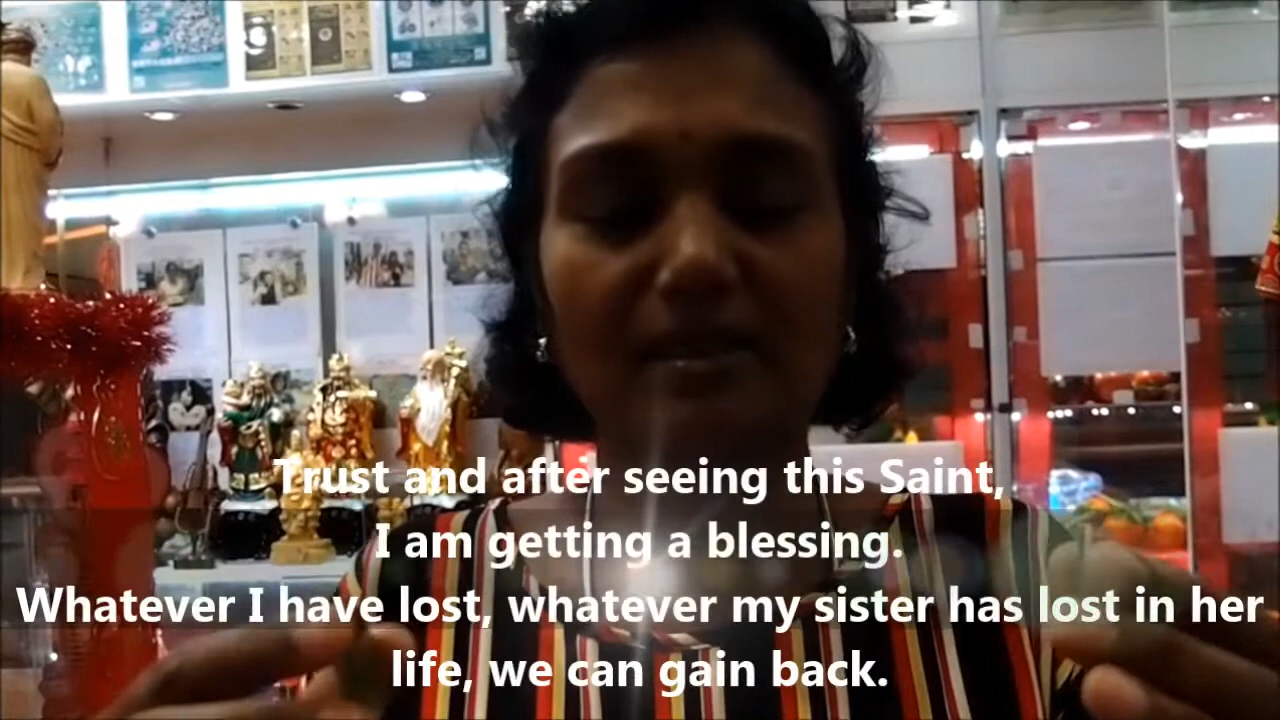 Trust and after seeing this Saint,
I am getting a blessing.
Whatever I have lost, whatever my sister has lost in her
life, we can gain back.